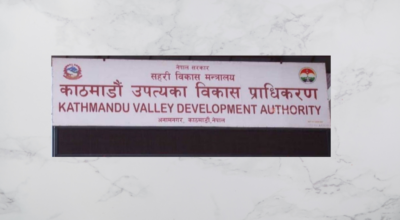 नेपाल सरकार
सहरी विकास मन्त्रालय
काठमाडौं उपत्यका विकास प्राधिकरण
KATHMANDU VALLEY DEVELOPMENT AUTHORITY
अनामनगर, काठमाडौं, नेपाल